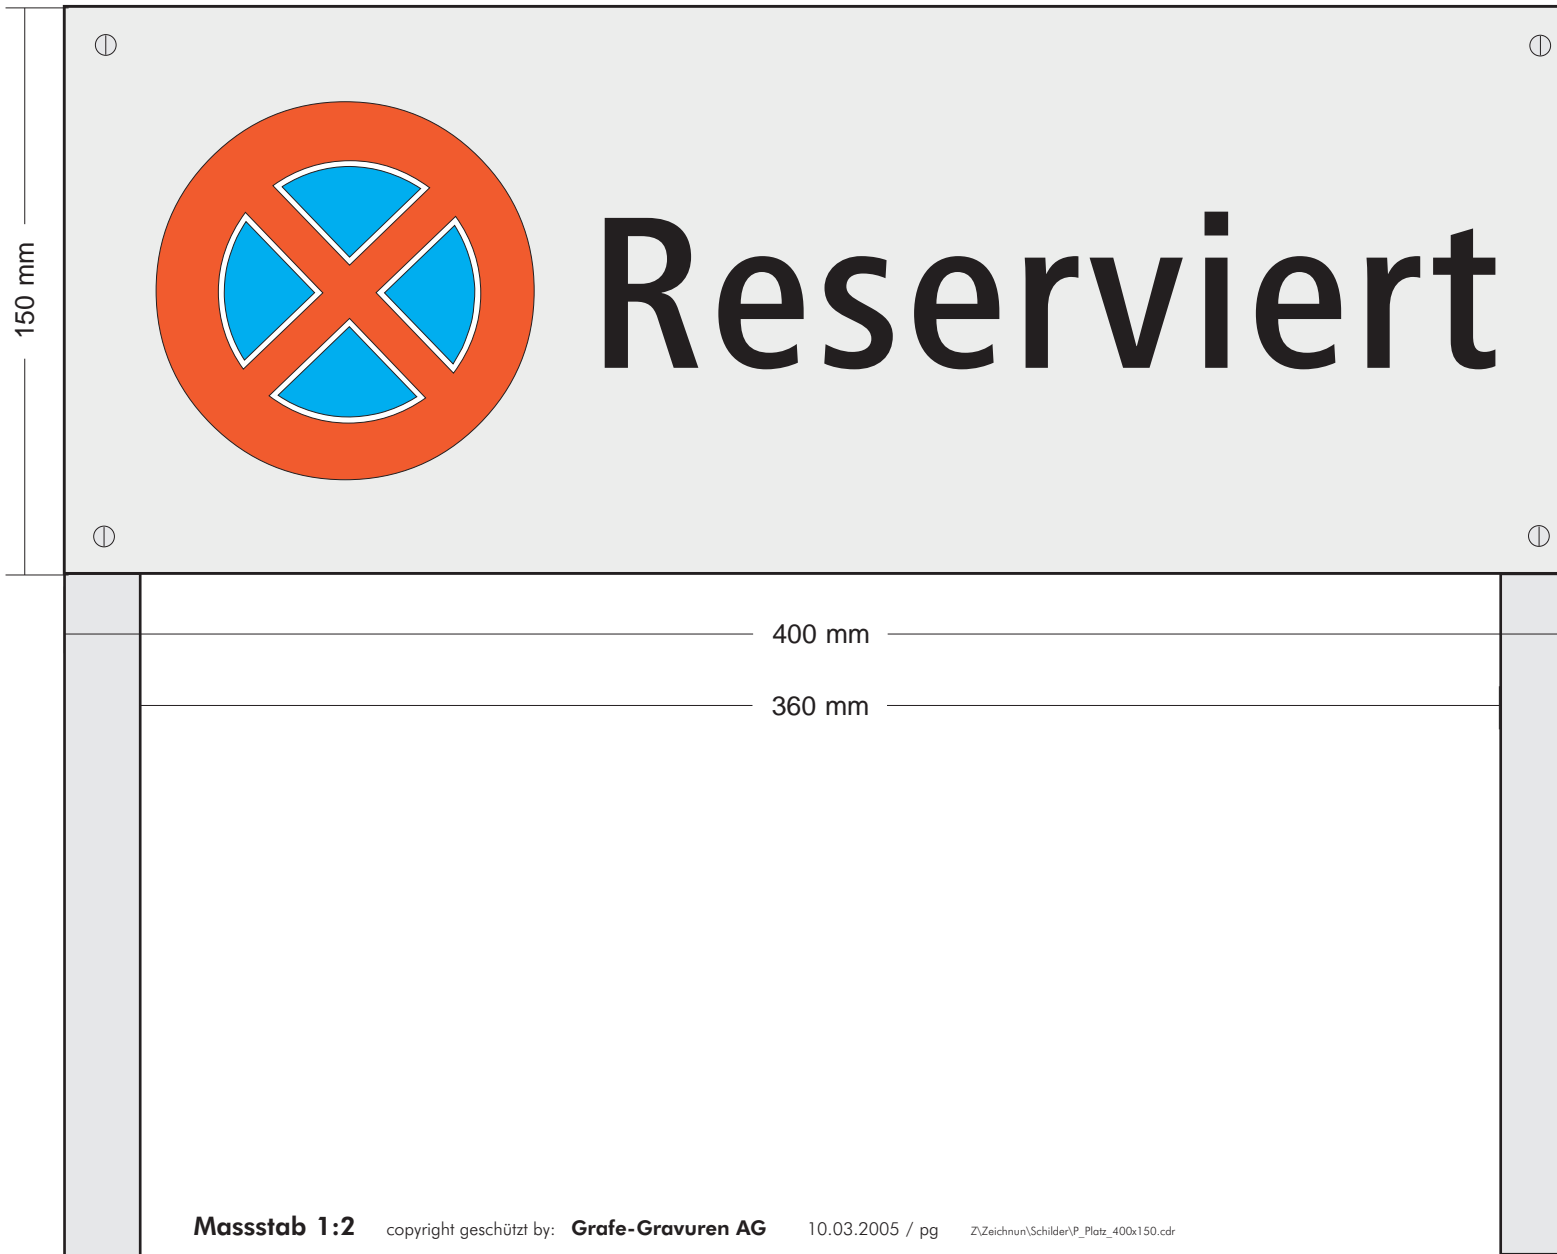 150 mm
Reserviert
400 mm
360 mm
Massstab 1:2 copyright geschützt by: Grafe-Gravuren AG 10.03.2005 / pg Z\Zeichnun\Schilder\P_Platz_400x150.cdr